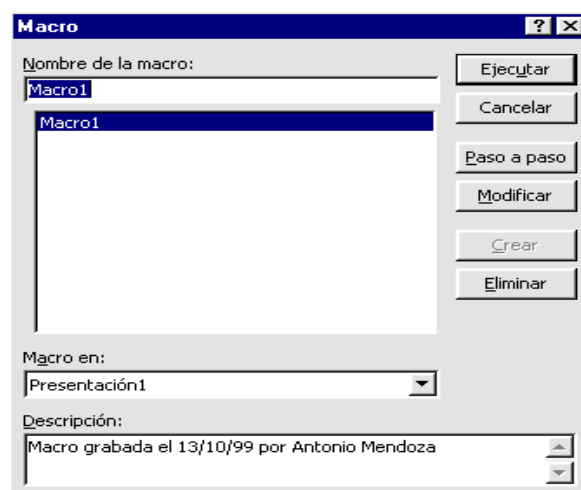 Macro
Nombre de la macro:
Macro1
Macro1
Ejecutar
Cancelar
Paso a paso
Modificar
Crear
Eliminar
Macro en:
Presentación1
Descripción:
Macro grabada el 13/10/99 por Antonio Mendoza